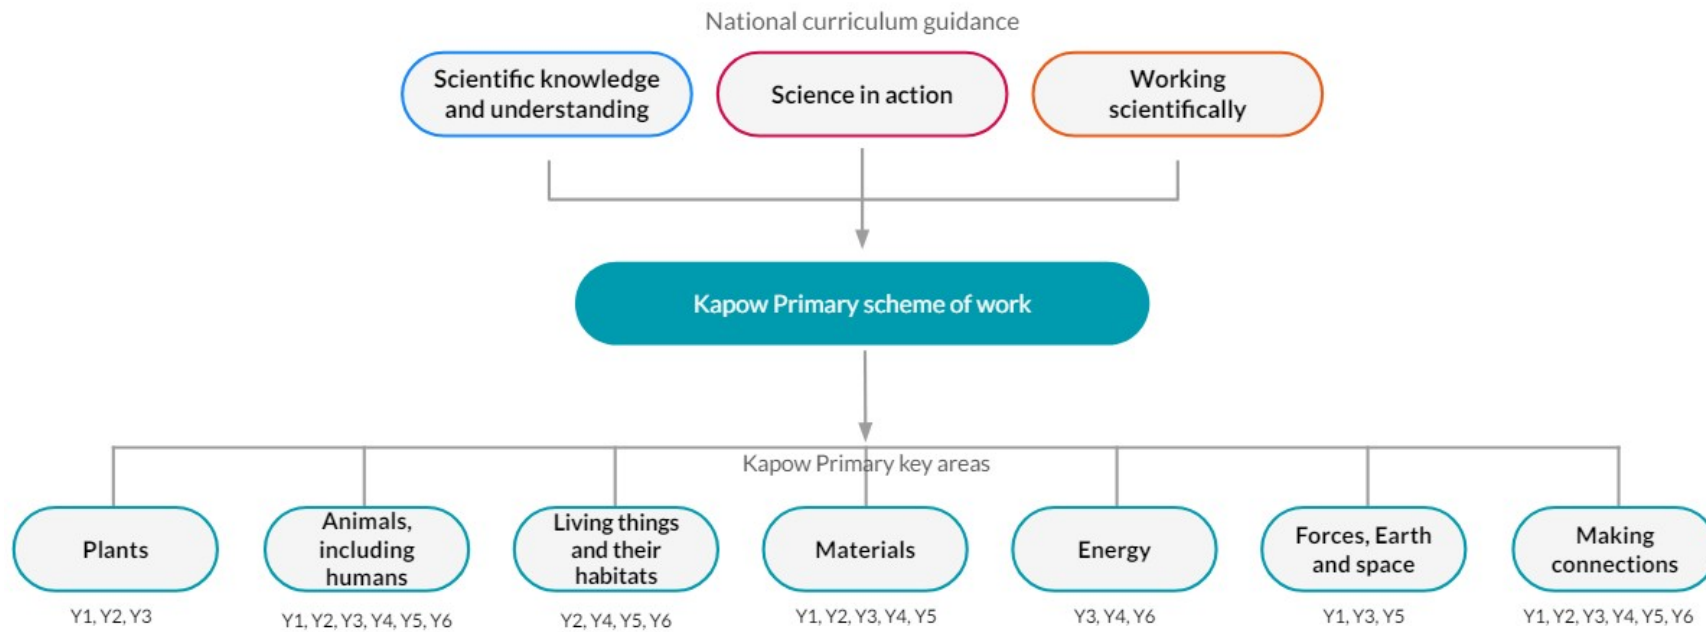 National curriculum guidance
Scientific knowledge
and understanding
Science in action
Working
scientifically
Kapow Primary scheme of work
Kapow Primary key areas
Plants
Y1, Y2, Y3
Animals,
including
humans
Y1, Y2, Y3, Y4, Y5, Y6
Living things
and their
habitats
Y2, Y4, Y5, Y6
Materials
Y1, Y2, Y3, Y4, Y5
Energy
Y3, Y4, Y6
Forces, Earth
and space
Y1, Y3, Y5
Making
connections
Y1, Y2, Y3, Y4, Y5, Y6